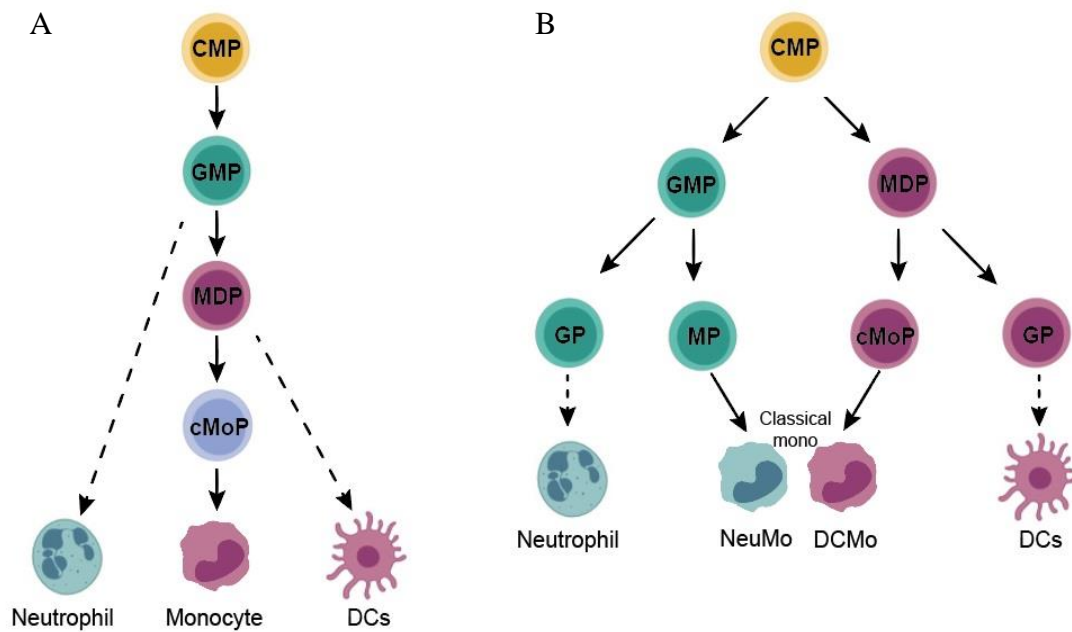 A
CMP
GMP
MDP
cMoP
Neutrophil
Monocyte
DCs
B
CMP
GMP
MDP
GP
MP
cMoP
GP
Classical
mono
Neutrophil
NeuMo
DCMo
DCs